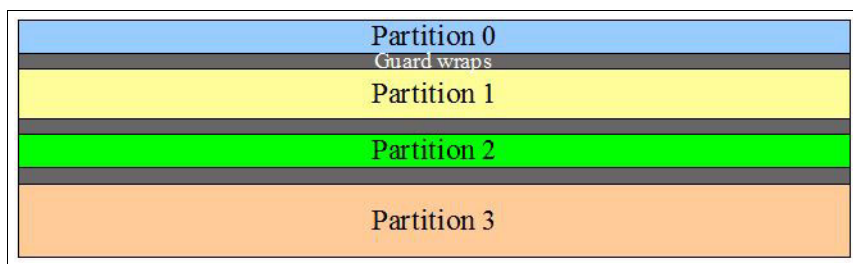 Partition 0
Guard wraps
Partition 1
Partition 2
Partition 3